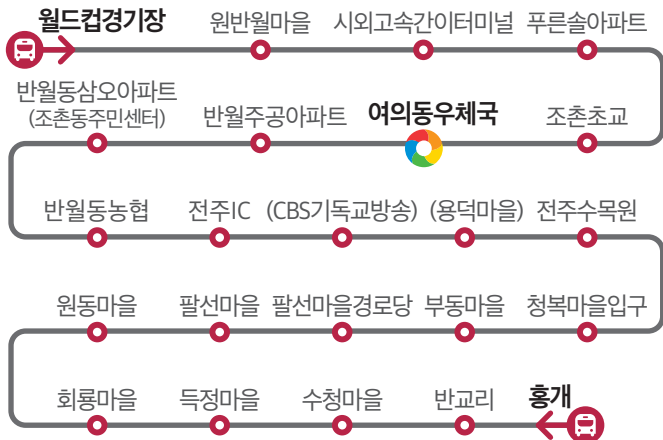 월드컵경기장 원반월마을 시외고속간이터미널 푸른솔아파트
반월동삼오아파트 반월주공아파트 여의동우체국 조촌초교
(조촌동주민센터)
반월동농협 전주IC (CBS기독교방송) (용덕마을) 전주수목원
원동마을 팔선마을 팔선마을경로당 부동마을 청복마을입구
회룡마을 득정마을 수청마을 반교리 홍개